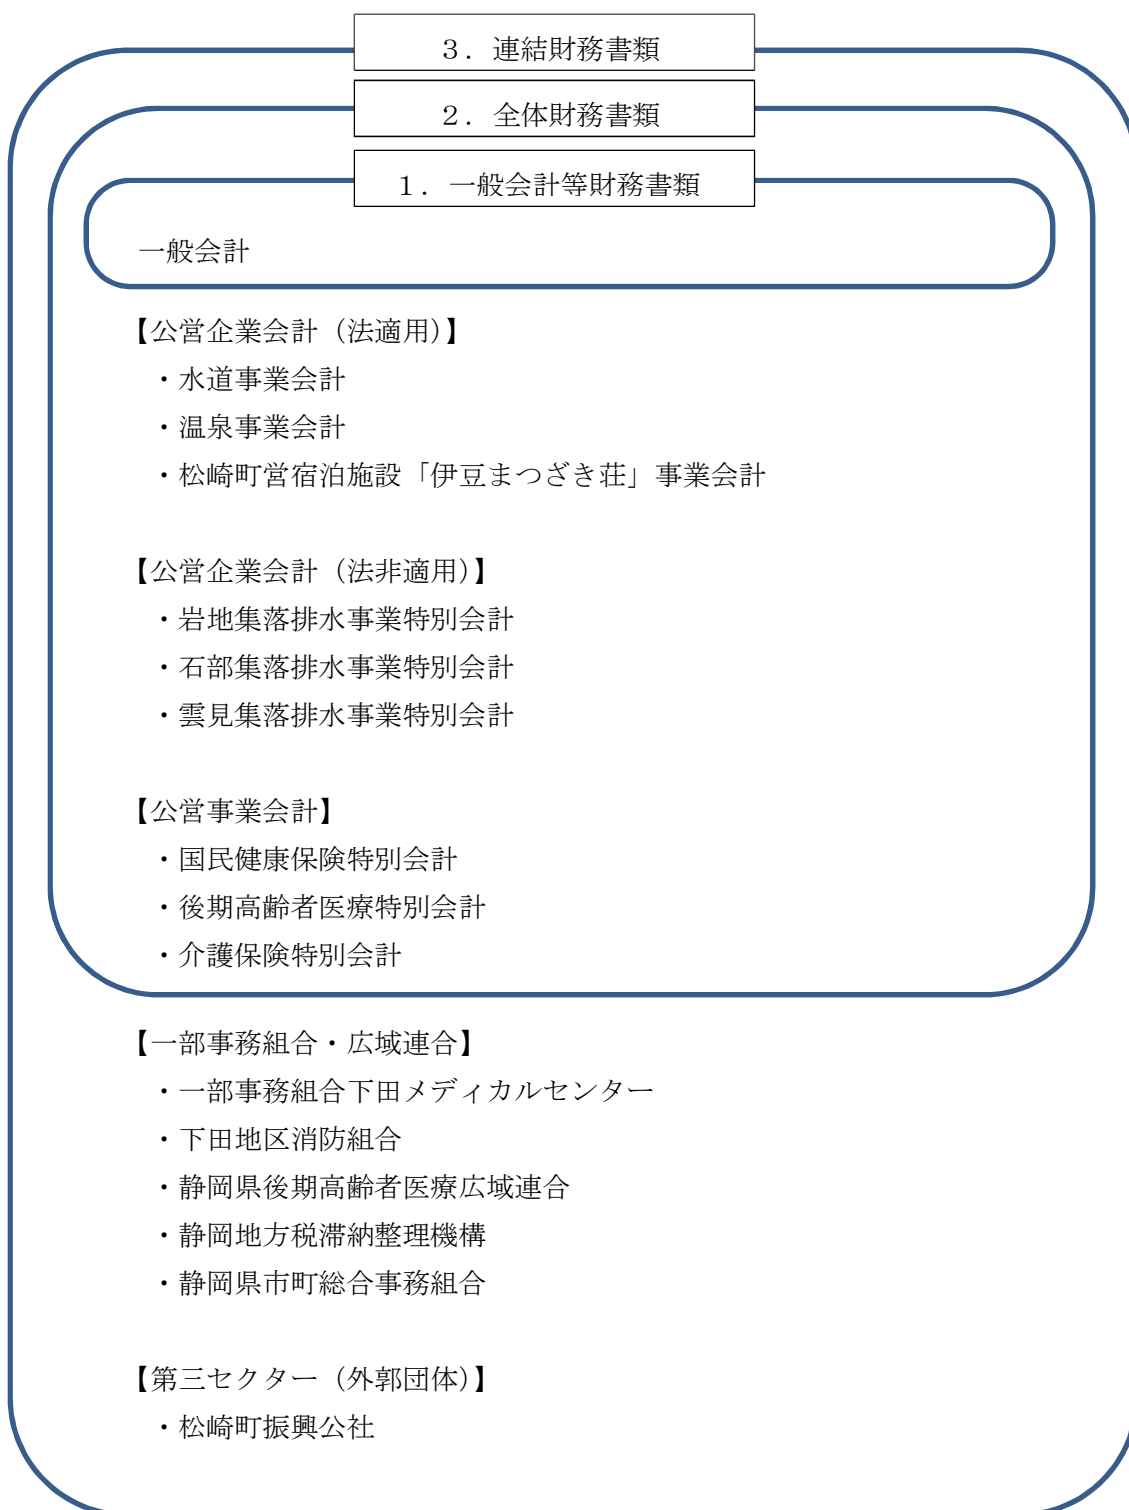 ３．連結財務書類
２．全体財務書類
１．一般会計等財務書類
一般会計
【公営企業会計（法適用）】
・水道事業会計
・温泉事業会計
・松崎町営宿泊施設「伊豆まつざき荘」事業会計
【公営企業会計（法非適用）】
・岩地集落排水事業特別会計
・石部集落排水事業特別会計
・雲見集落排水事業特別会計
【公営事業会計】
・国民健康保険特別会計
・後期高齢者医療特別会計
・介護保険特別会計
【一部事務組合・広域連合】
・一部事務組合下田メディカルセンター
・下田地区消防組合
・静岡県後期高齢者医療広域連合
・静岡地方税滞納整理機構
・静岡県市町総合事務組合
【第三セクター（外郭団体）】
・松崎町振興公社